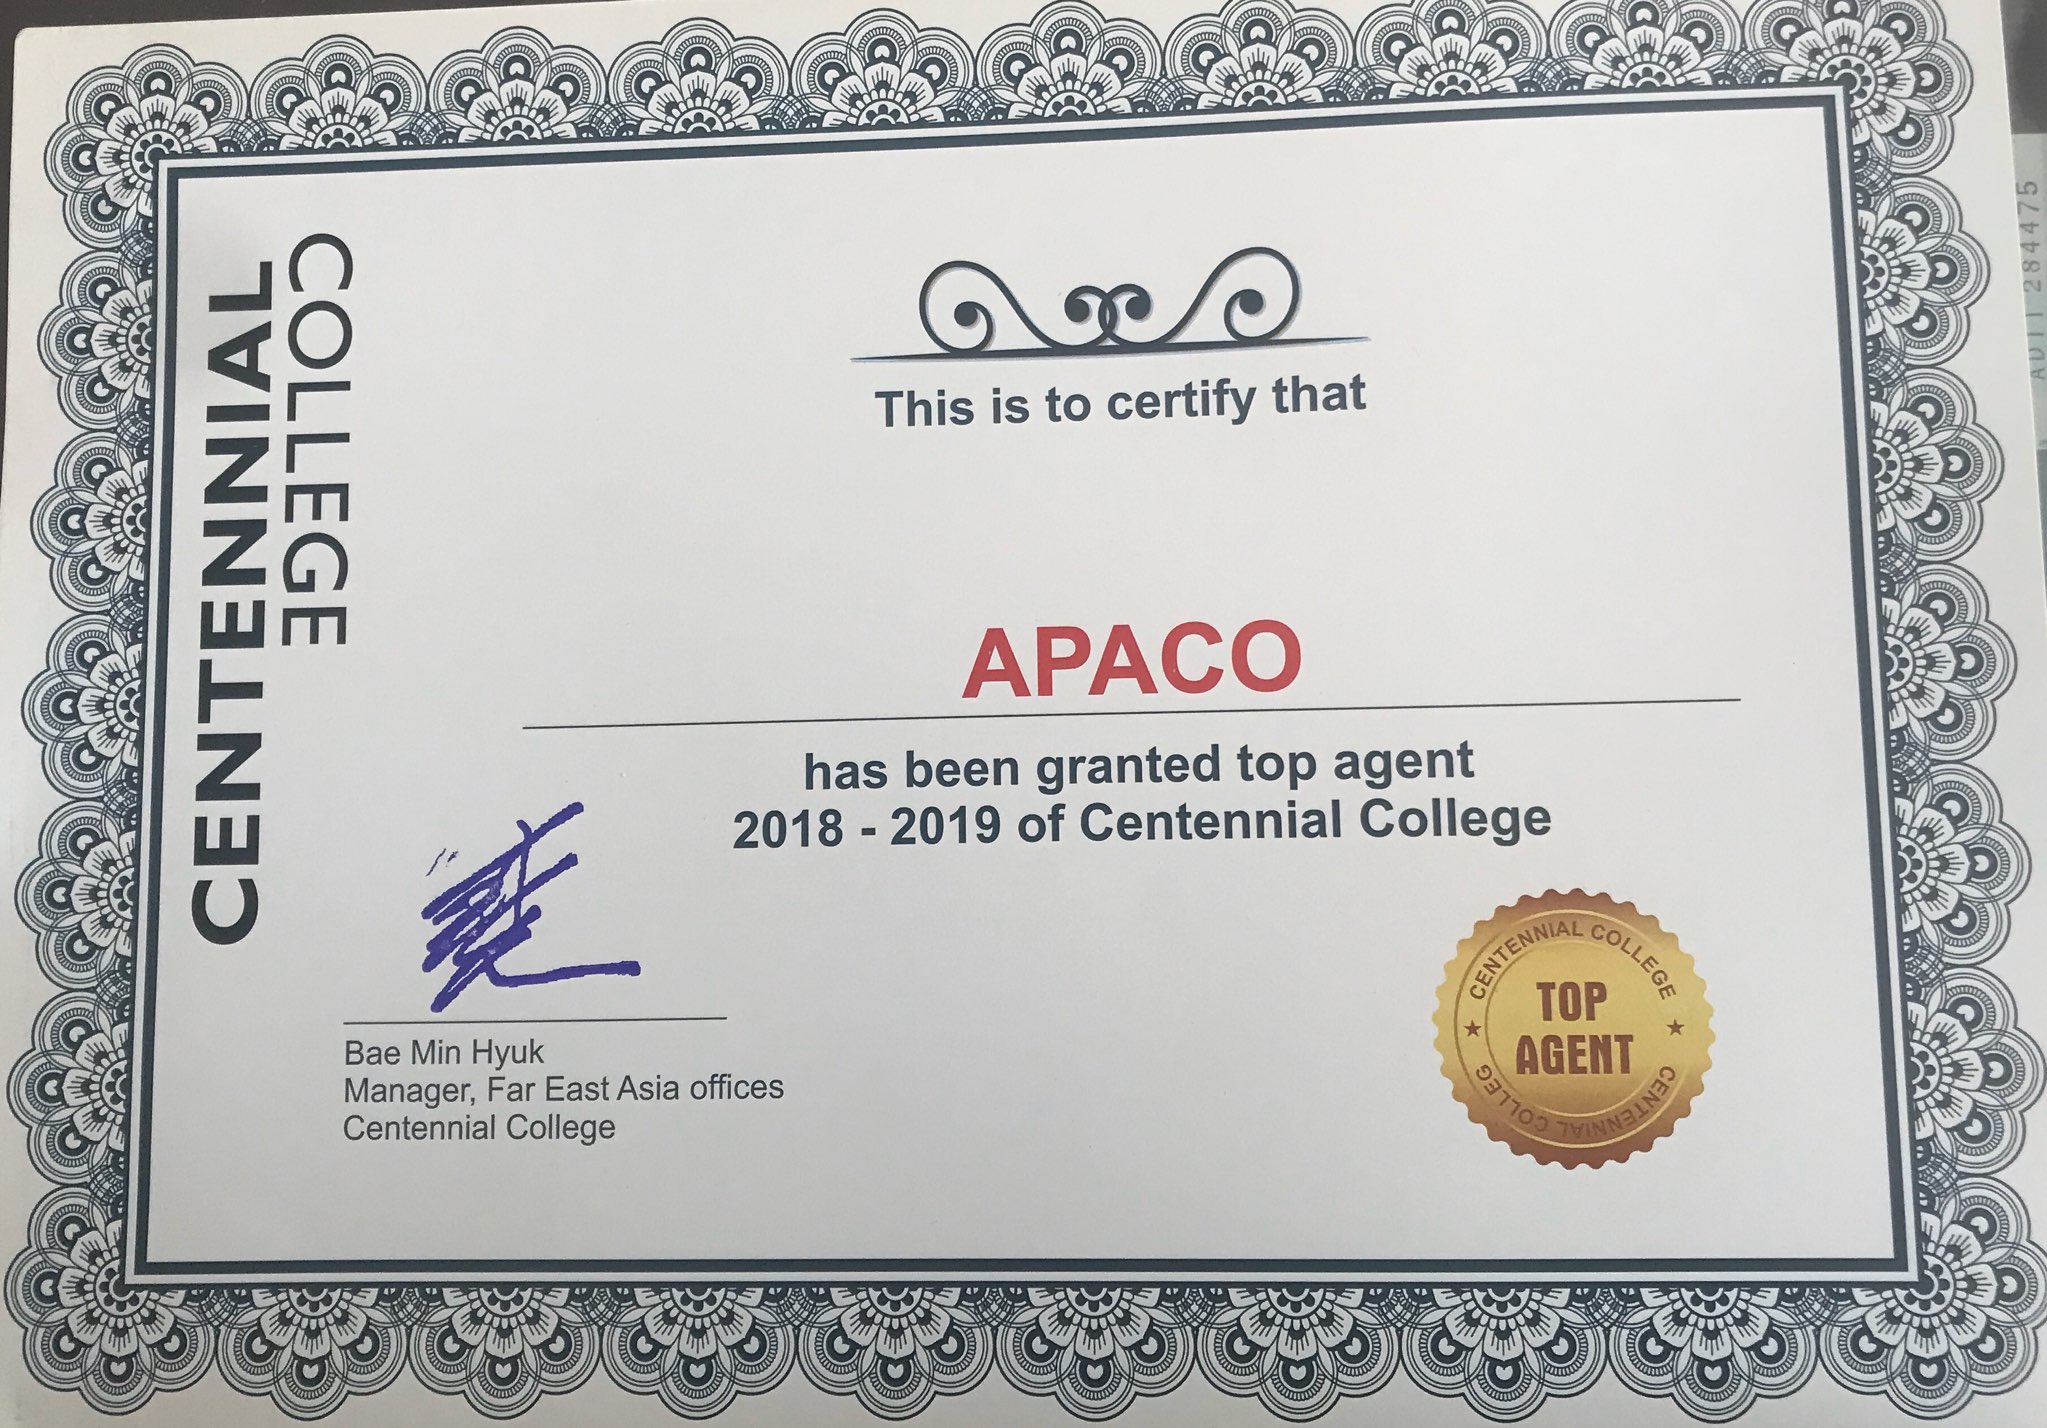 CENTENNIAL
COLLEGE
This is to certify that
APACO
has been granted top agent
2018 - 2019 of Centennial College
Bae Min Hyuk
Manager, Far East Asia offices
Centennial College
CENTENNIAL COLLEGE
TOP
AGENT
CENTENNIAL COLLEG